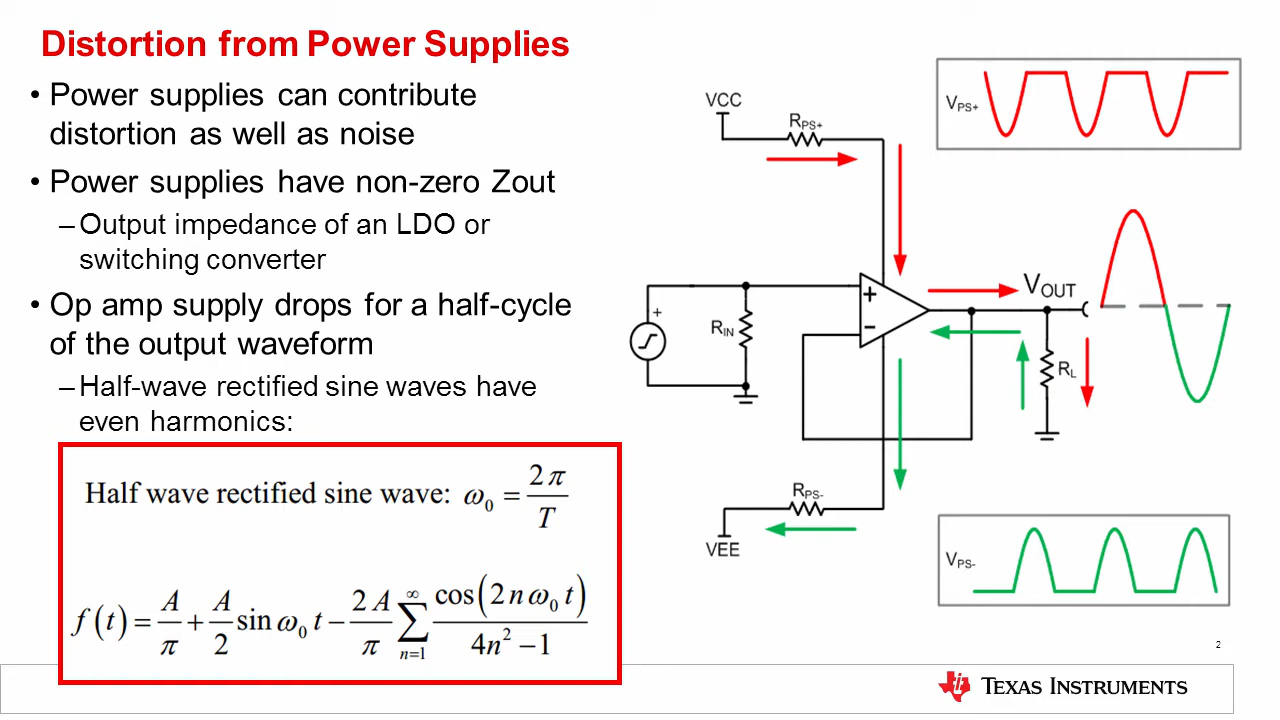 Distortion from Power Supplies
• Power supplies can contribute
distortion as well as noise
• Power supplies have non-zero Zout
– Output impedance of an LDO or
switching converter
• Op amp supply drops for a half-cycle
of the output waveform
– Half-wave rectified sine waves have
even harmonics:
Half wave rectified sine wave: ω₀ = 2π/T
f(t) = A/π + A/2 sin ω₀ t − 2A/π ∑ₙ₌₁^∞ cos(2nω₀ t)/(4n² − 1)
VCC
R_PS+
V_PS+
+
R_IN
+
−
V_OUT
R_L
R_PS-
VEE
V_PS-
2
TEXAS INSTRUMENTS